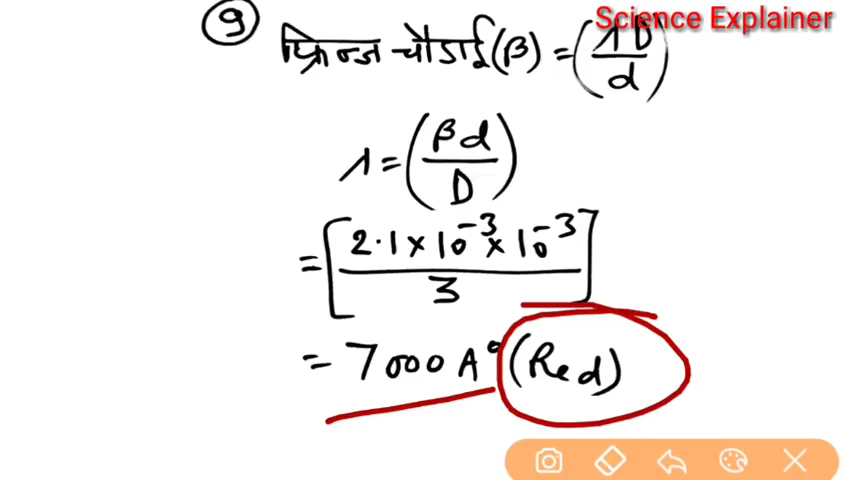 Science Explainer
9 फ्रिन्ज चौडाई (β) = (λD/d)
λ = (βd/D)
= [2.1 × 10⁻³ × 10⁻³ / 3]
= 7000 A° (Red)